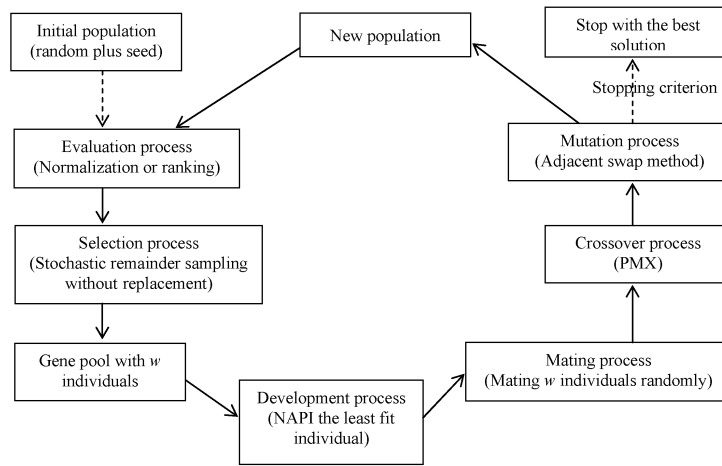 Initial population
(random plus seed)
New population
Stop with the best
solution
Stopping criterion
Evaluation process
(Normalization or ranking)
Mutation process
(Adjacent swap method)
Selection process
(Stochastic remainder sampling
without replacement)
Crossover process
(PMX)
Gene pool with w
individuals
Development process
(NAPI the least fit
individual)
Mating process
(Mating w individuals randomly)